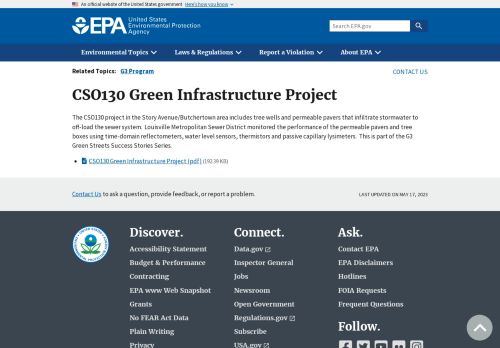 An official website of the United States government Here's how you know
EPA United States Environmental Protection Agency
Search EPA.gov
Environmental Topics Laws & Regulations Report a Violation About EPA
Related Topics: G3 Program CONTACT US
CSO130 Green Infrastructure Project
The CSO130 project in the Story Avenue/Butchertown area includes tree wells and permeable pavers that infiltrate stormwater to
off-load the sewer system. Louisville Metropolitan Sewer District monitored the performance of the permeable pavers and tree
boxes using time-domain reflectometers, water level sensors, thermistors and passive capillary lysimeters. This is part of the G3
Green Streets Success Stories Series.
CSO130 Green Infrastructure Project (pdf) (192.39 KB)
Contact Us to ask a question, provide feedback, or report a problem. LAST UPDATED ON MAY 17, 2023
Discover.
Accessibility Statement
Budget & Performance
Contracting
EPA www Web Snapshot
Grants
No FEAR Act Data
Plain Writing
Privacy
Connect.
Data.gov
Inspector General
Jobs
Newsroom
Open Government
Regulations.gov
Subscribe
USA.gov
Ask.
Contact EPA
EPA Disclaimers
Hotlines
FOIA Requests
Frequent Questions
Follow.